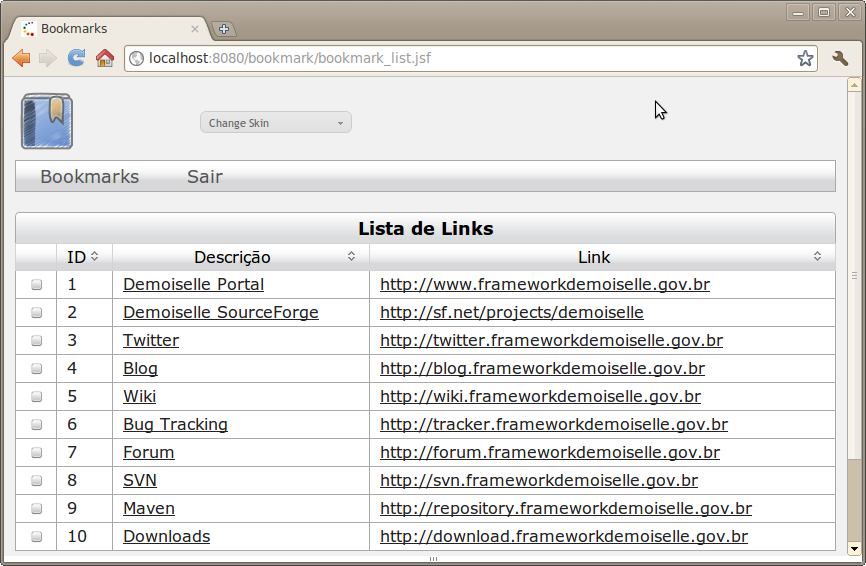 Bookmarks
localhost:8080/bookmark/bookmark_list.jsf
Change Skin
Bookmarks Sair
Lista de Links
ID Descrição Link
1 Demoiselle Portal http://www.frameworkdemoiselle.gov.br
2 Demoiselle SourceForge http://sf.net/projects/demoiselle
3 Twitter http://twitter.frameworkdemoiselle.gov.br
4 Blog http://blog.frameworkdemoiselle.gov.br
5 Wiki http://wiki.frameworkdemoiselle.gov.br
6 Bug Tracking http://tracker.frameworkdemoiselle.gov.br
7 Forum http://forum.frameworkdemoiselle.gov.br
8 SVN http://svn.frameworkdemoiselle.gov.br
9 Maven http://repository.frameworkdemoiselle.gov.br
10 Downloads http://download.frameworkdemoiselle.gov.br